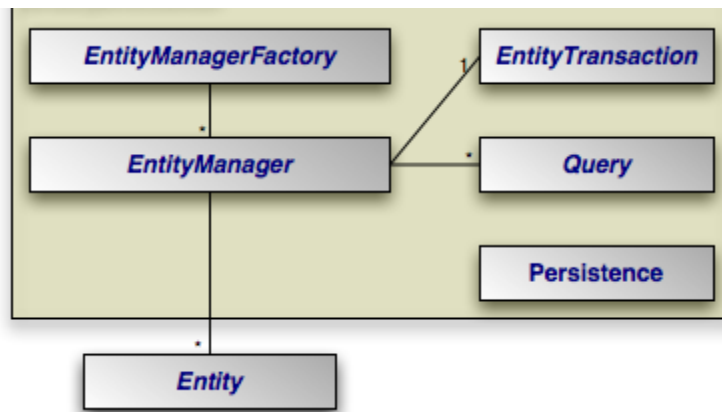 EntityManagerFactory
EntityTransaction
1
*
EntityManager
*
Query
Persistence
*
Entity